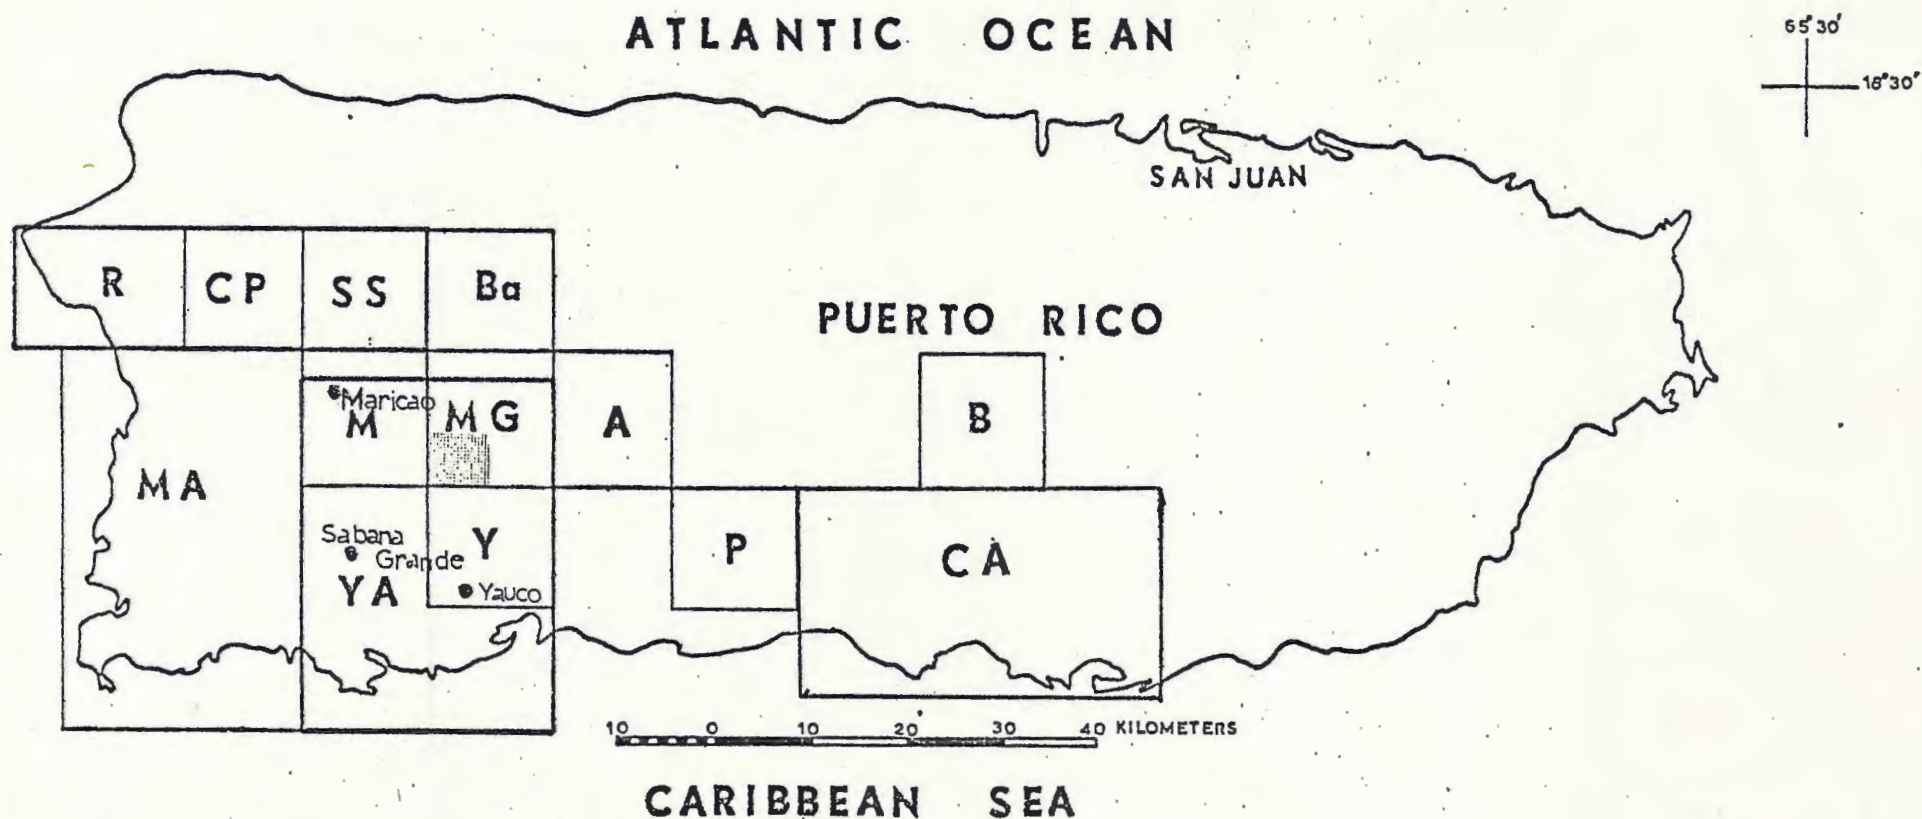 ATLANTIC OCEAN
65°30'
18°30'
SAN JUAN
R
CP
SS
Ba
PUERTO RICO
Maricao
M
MG
A
B
MA
Sabana
Grande
Y
YA
Yauco
P
CA
10 0 10 20 30 40 KILOMETERS
CARIBBEAN SEA